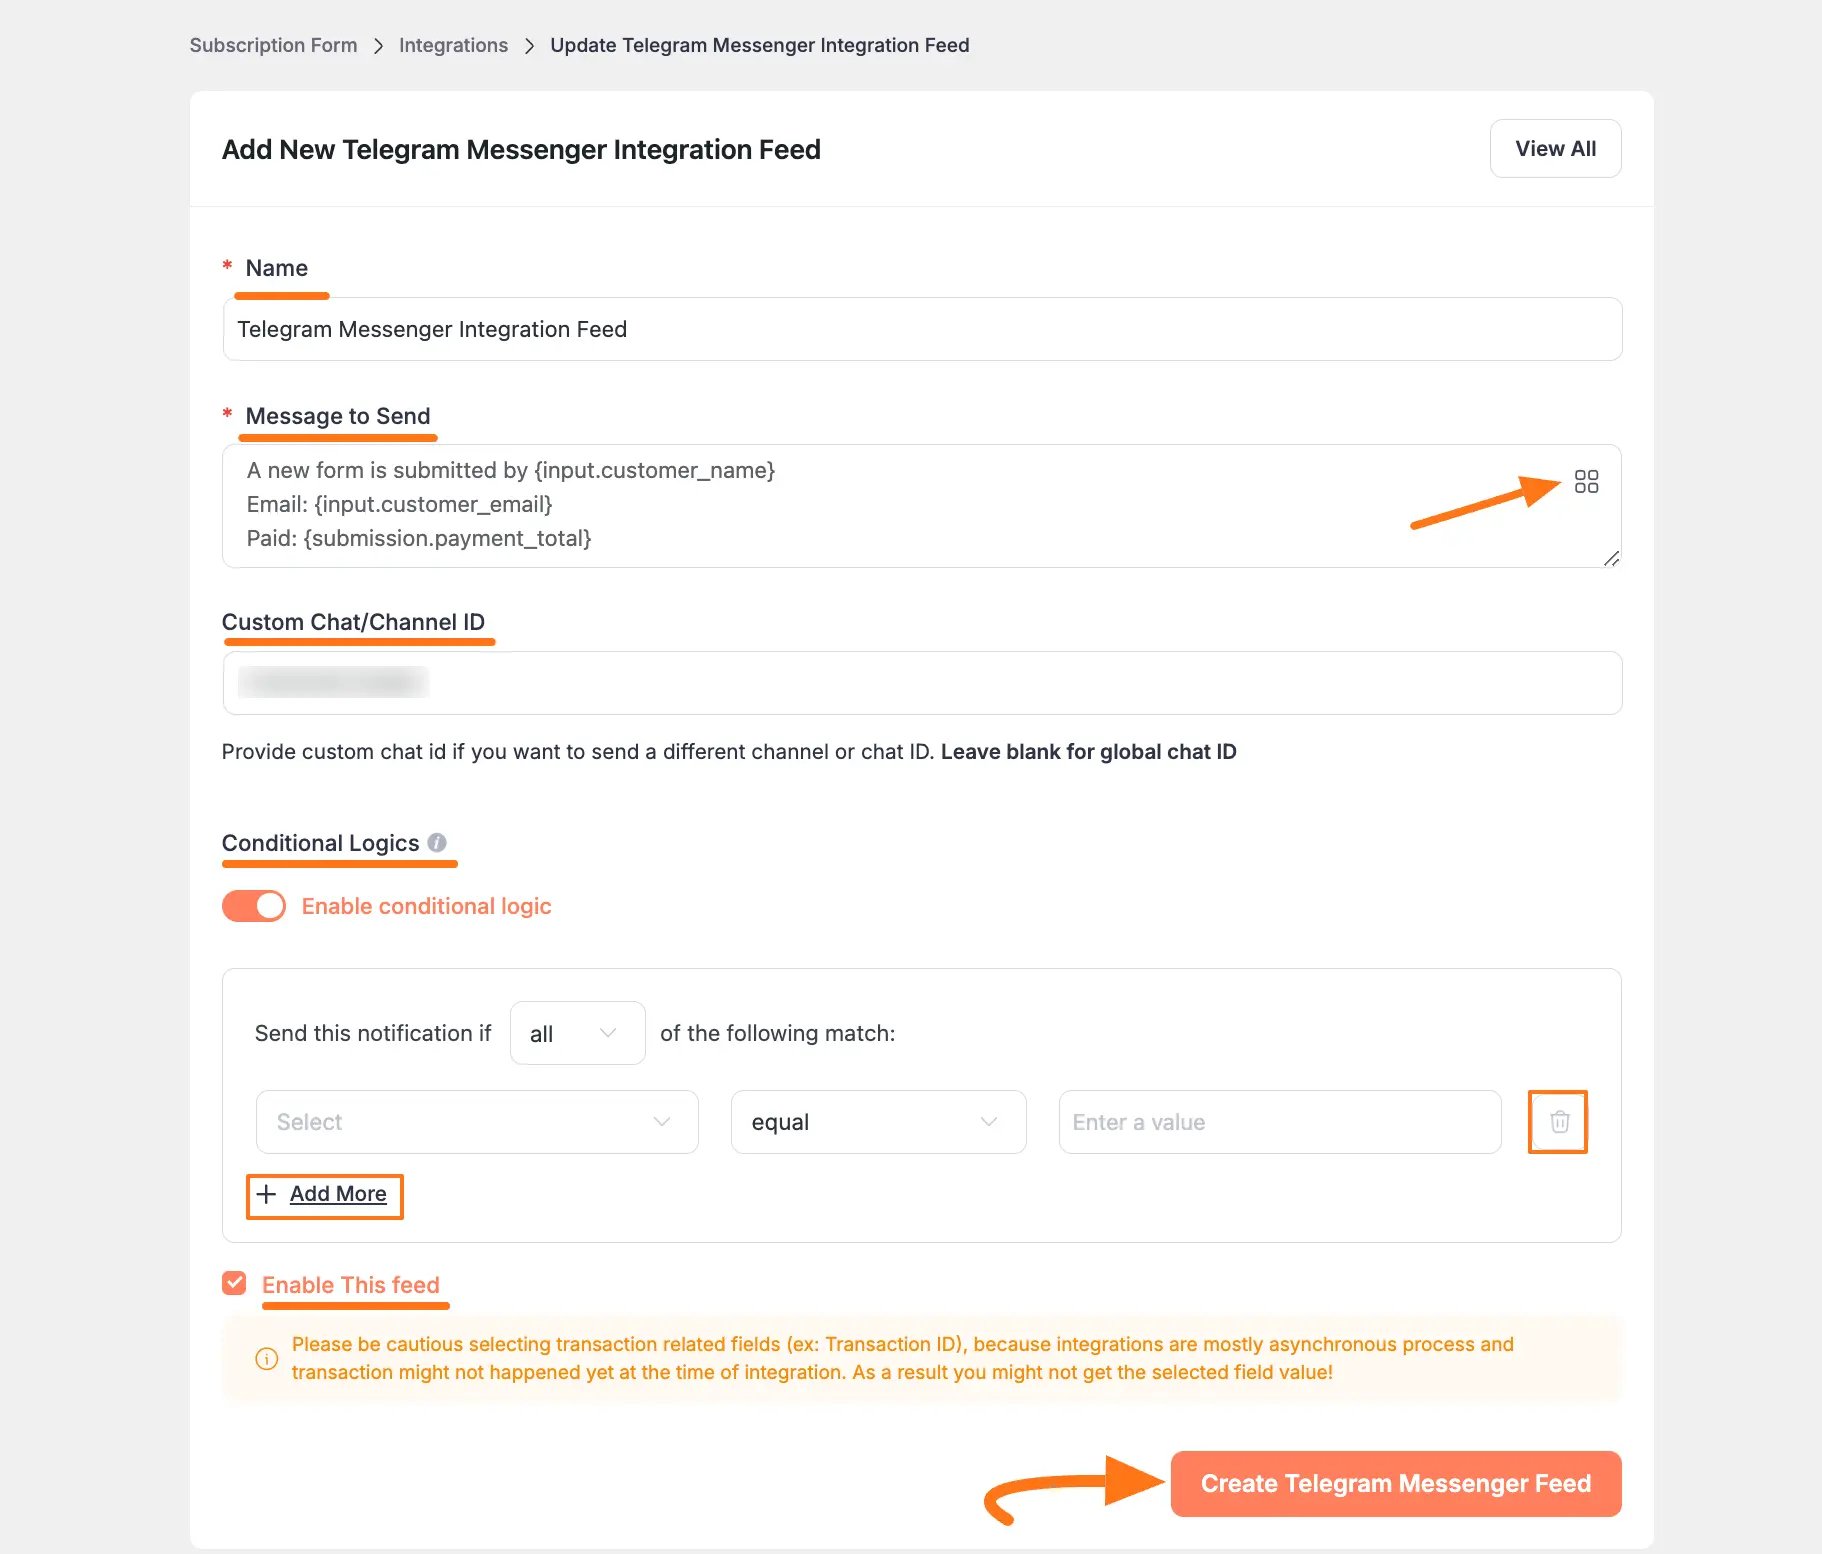 Subscription Form > Integrations > Update Telegram Messenger Integration Feed
Add New Telegram Messenger Integration Feed
View All
* Name
Telegram Messenger Integration Feed
* Message to Send
A new form is submitted by {input.customer_name}
Email: {input.customer_email}
Paid: {submission.payment_total}
Custom Chat/Channel ID
Provide custom chat id if you want to send a different channel or chat ID. Leave blank for global chat ID
Conditional Logics
Enable conditional logic
Send this notification if all of the following match:
Select equal Enter a value
+ Add More
Enable This feed
Please be cautious selecting transaction related fields (ex: Transaction ID), because integrations are mostly asynchronous process and
transaction might not happened yet at the time of integration. As a result you might not get the selected field value!
Create Telegram Messenger Feed